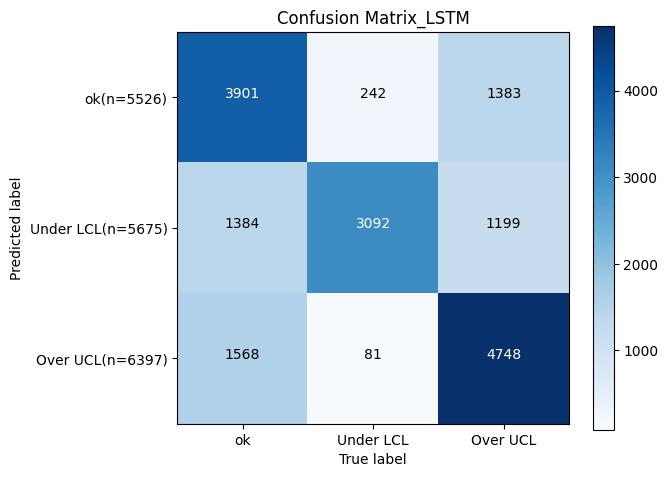 Confusion Matrix_LSTM
Predicted label
ok(n=5526)
3901 242 1383
Under LCL(n=5675)
1384 3092 1199
Over UCL(n=6397)
1568 81 4748
ok Under LCL Over UCL
True label
4000
3000
2000
1000